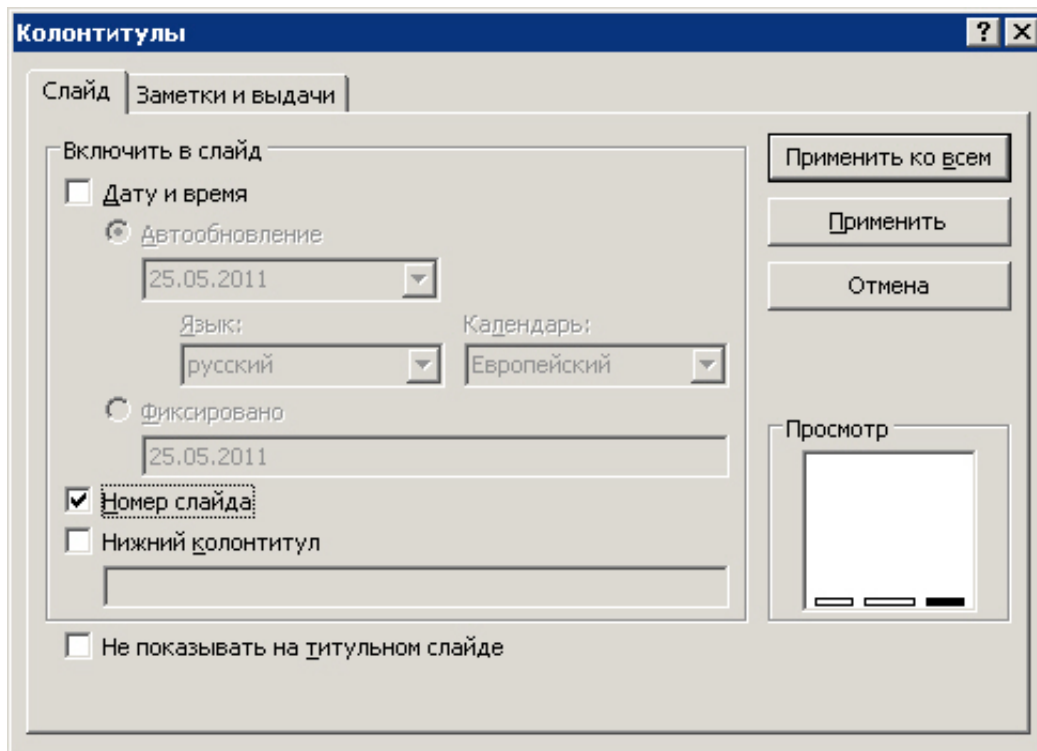 Колонтитулы
Слайд Заметки и выдачи
Включить в слайд
Дату и время
Автообновление
25.05.2011
Язык: Календарь:
русский Европейский
Фиксировано
25.05.2011
Номер слайда
Нижний колонтитул
Не показывать на титульном слайде
Применить ко всем
Применить
Отмена
Просмотр